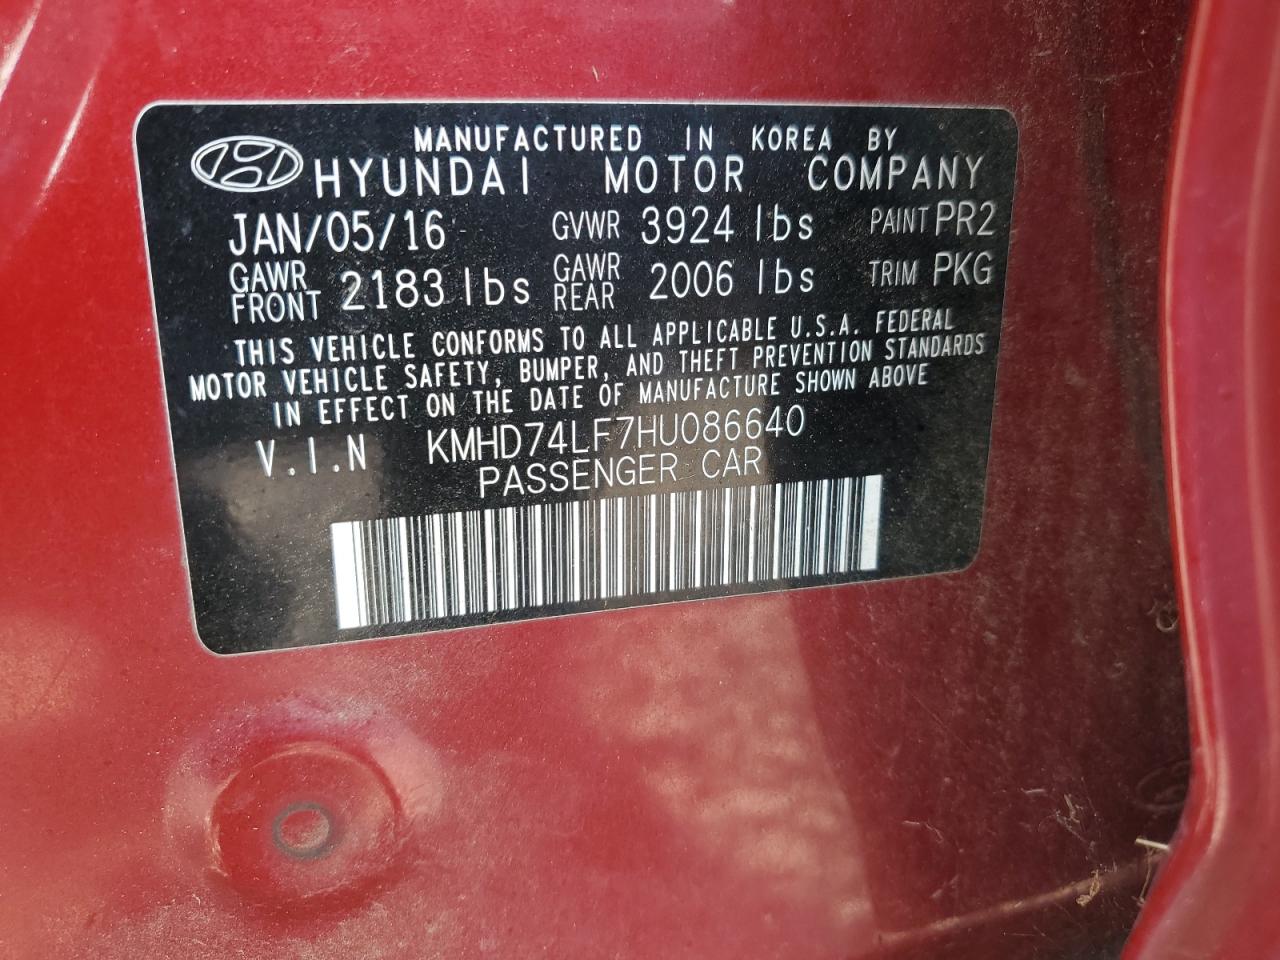 MANUFACTURED IN KOREA BY
HYUNDAI MOTOR COMPANY
JAN/05/16 GVWR 3924 lbs PAINT PR2
GAWR FRONT 2183 lbs GAWR REAR 2006 lbs TRIM PKG
THIS VEHICLE CONFORMS TO ALL APPLICABLE U.S.A. FEDERAL
MOTOR VEHICLE SAFETY, BUMPER, AND THEFT PREVENTION STANDARDS
IN EFFECT ON THE DATE OF MANUFACTURE SHOWN ABOVE
V.I.N KMHD74LF7HU086640
PASSENGER CAR